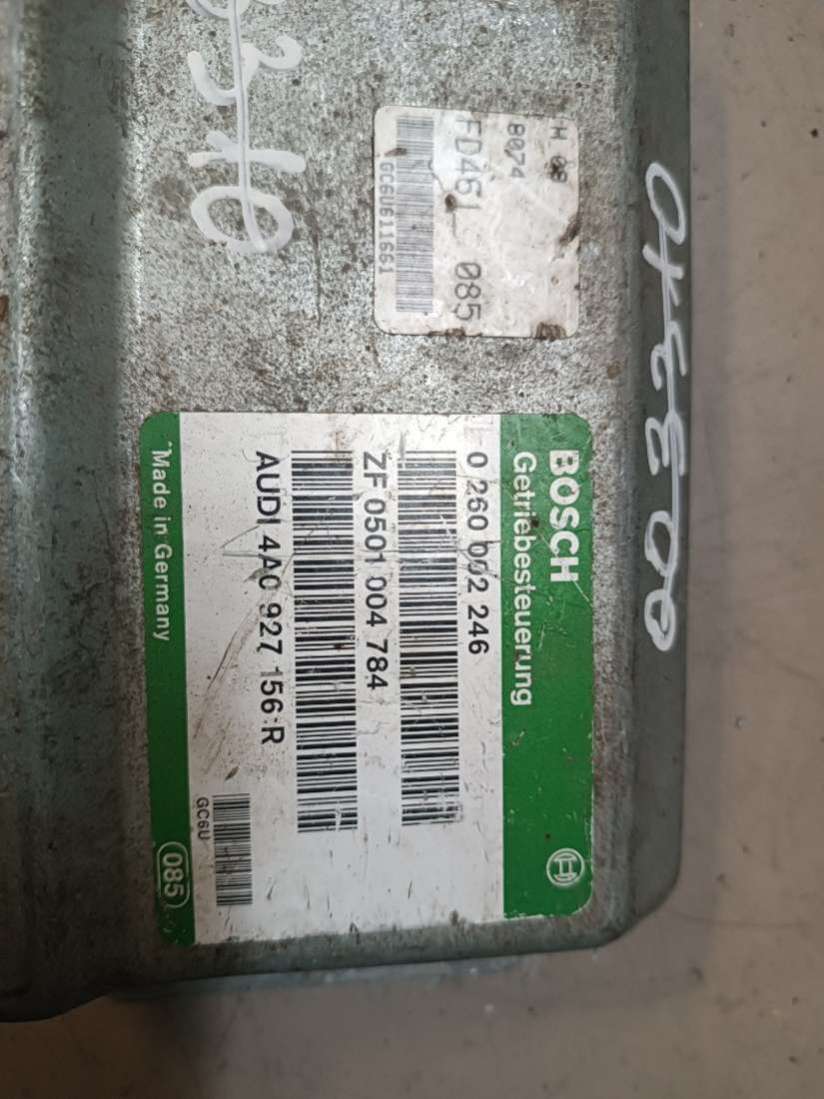 BOSCH
Getriebesteuerung
0 260 002 246
ZF 0501 004 784
AUDI 4A0 927 156 R
GC6U
Made in Germany
085
8074
FD461 085
GC6U611661